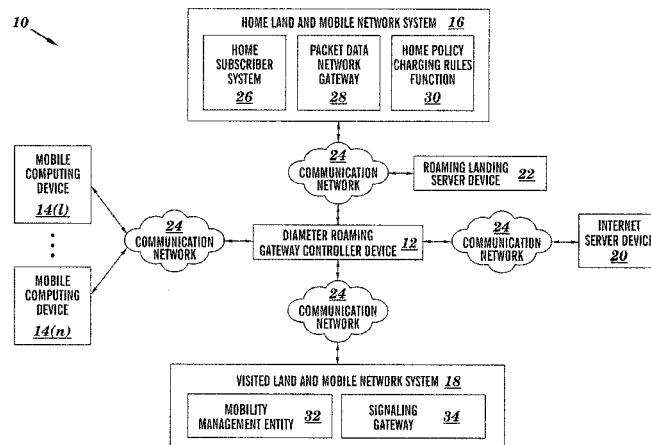 10
HOME LAND AND MOBILE NETWORK SYSTEM 16
HOME
SUBSCRIBER
SYSTEM
26
PACKET DATA
NETWORK
GATEWAY
28
HOME POLICY
CHARGING RULES
FUNCTION
30
24
COMMUNICATION
NETWORK
ROAMING LANDING
SERVER DEVICE 22
MOBILE
COMPUTING
DEVICE
14(l)
24
COMMUNICATION
NETWORK
DIAMETER ROAMING
GATEWAY CONTROLLER
DEVICE 12
24
COMMUNICATION
NETWORK
INTERNET
SERVER DEVICE
20
MOBILE
COMPUTING
DEVICE
14(n)
24
COMMUNICATION
NETWORK
VISITED LAND AND MOBILE NETWORK SYSTEM 18
MOBILITY
MANAGEMENT
ENTITY 32
SIGNALING
GATEWAY 34